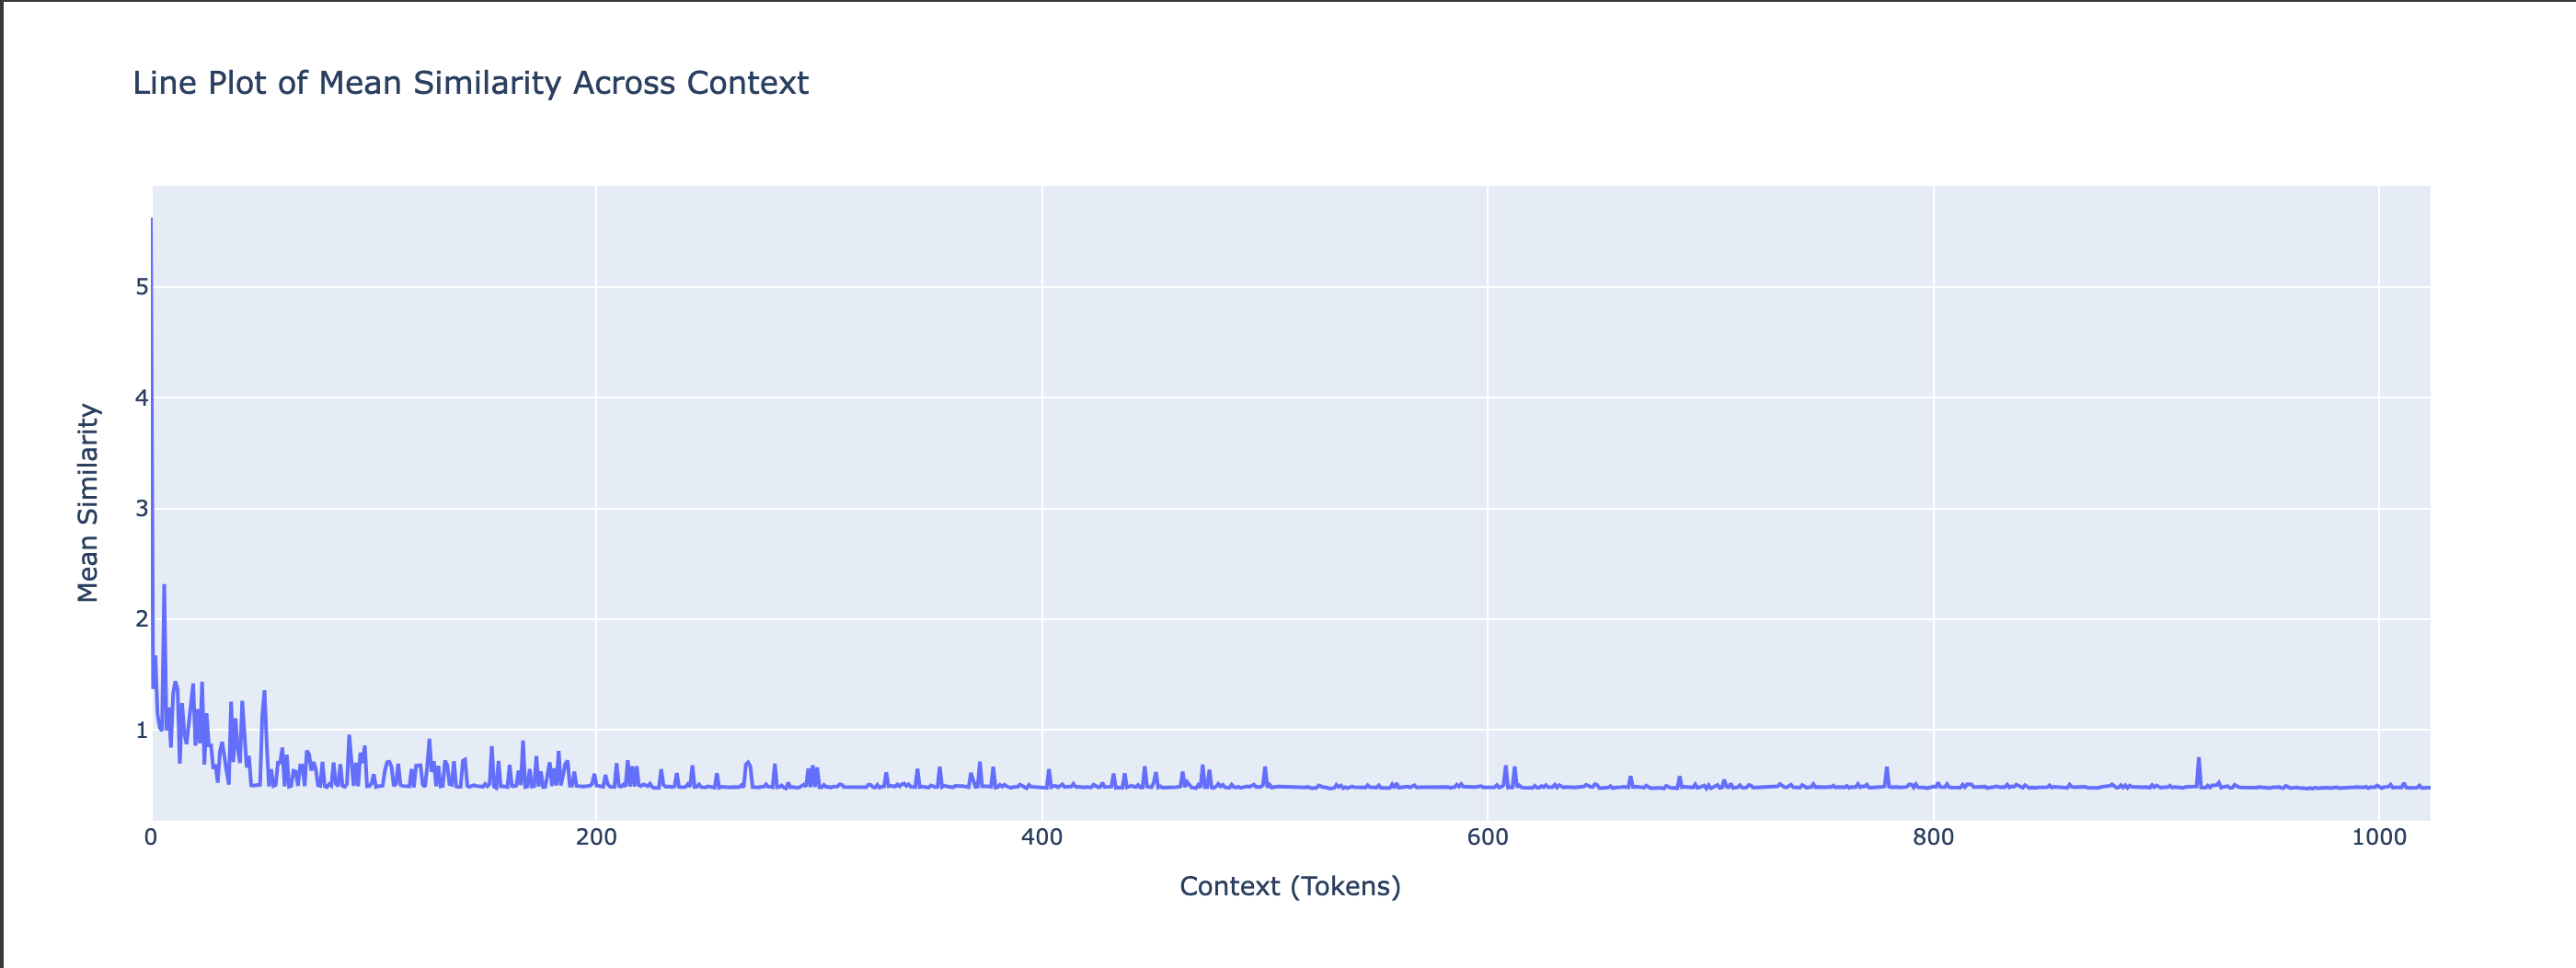 Line Plot of Mean Similarity Across Context
Mean Similarity
5
4
3
2
1
0 200 400 600 800 1000
Context (Tokens)